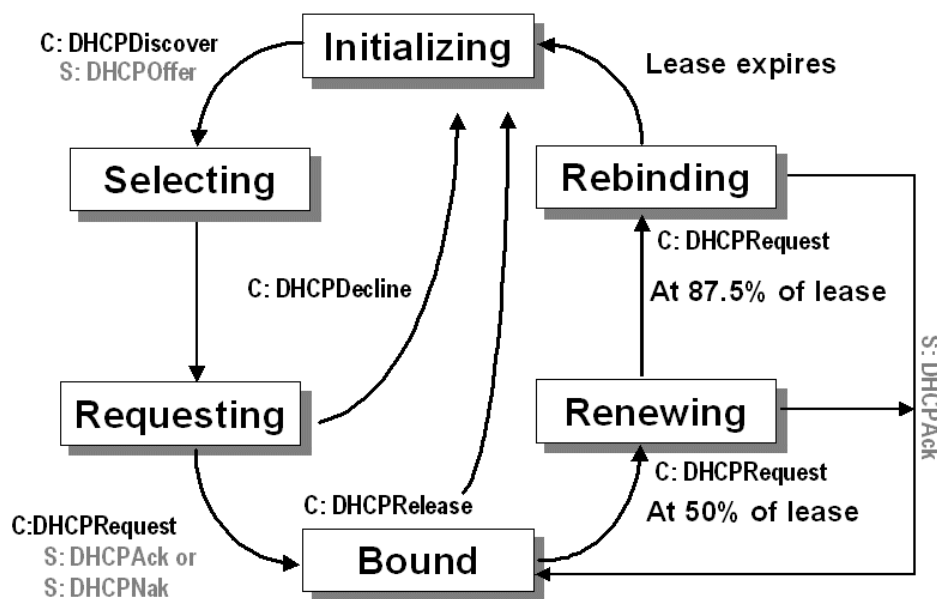 Initializing
C: DHCPDiscover
S: DHCPOffer
Lease expires
Selecting
Rebinding
C: DHCPRequest
At 87.5% of lease
C: DHCPDecline
S: DHCPAck
Requesting
Renewing
C: DHCPRequest
At 50% of lease
C: DHCPRelease
C:DHCPRequest
S: DHCPAck or
S: DHCPNak
Bound